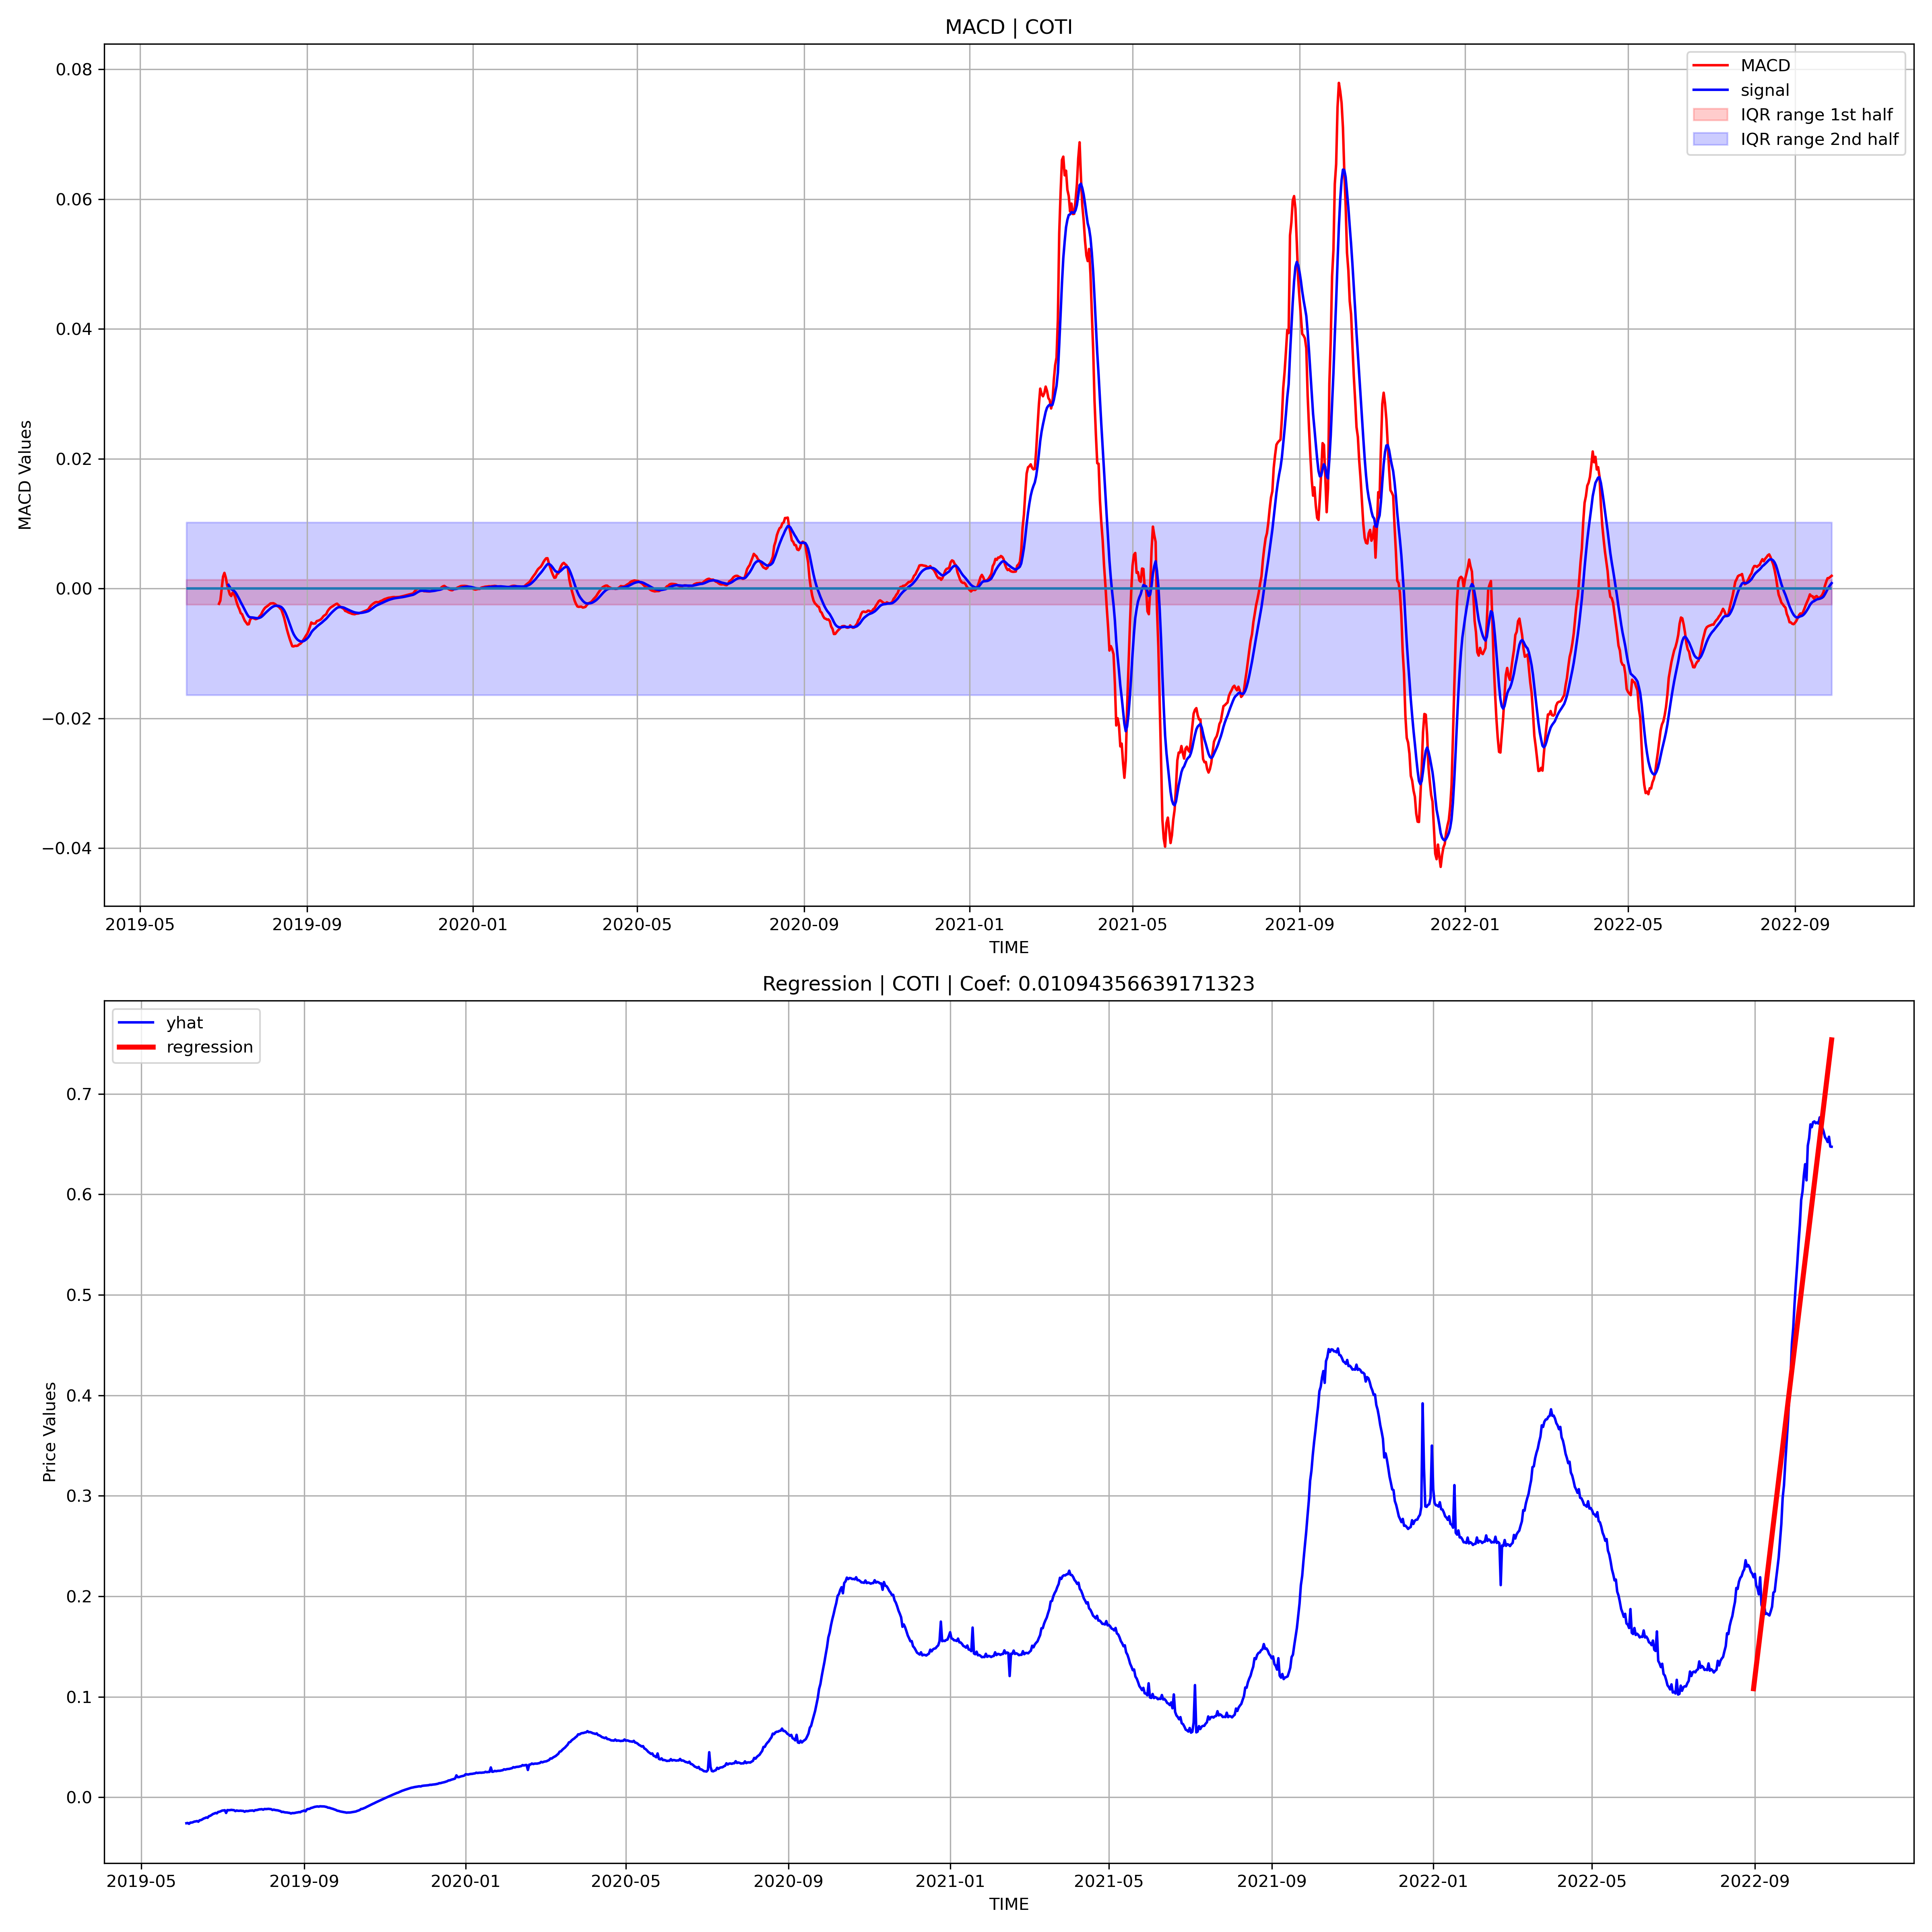 MACD | COTI
MACD
signal
IQR range 1st half
IQR range 2nd half
0.08
0.06
0.04
0.02
0.00
−0.02
−0.04
MACD Values
2019-05 2019-09 2020-01 2020-05 2020-09 2021-01 2021-05 2021-09 2022-01 2022-05 2022-09
TIME
Regression | COTI | Coef: 0.01094356639171323
yhat
regression
0.7
0.6
0.5
0.4
0.3
0.2
0.1
0.0
Price Values
2019-05 2019-09 2020-01 2020-05 2020-09 2021-01 2021-05 2021-09 2022-01 2022-05 2022-09
TIME